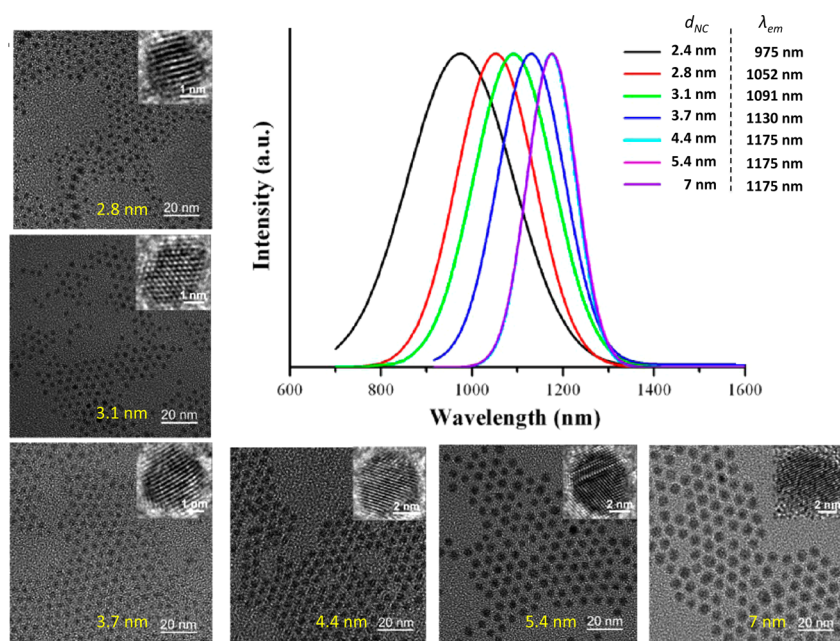 d_NC λ_em
2.4 nm 975 nm
2.8 nm 1052 nm
3.1 nm 1091 nm
3.7 nm 1130 nm
4.4 nm 1175 nm
5.4 nm 1175 nm
7 nm 1175 nm
Intensity (a.u.)
600 800 1000 1200 1400 1600
Wavelength (nm)
1 nm
2.8 nm 20 nm
1 nm
3.1 nm 20 nm
1 nm
3.7 nm 20 nm
2 nm
4.4 nm 20 nm
2 nm
5.4 nm 20 nm
2 nm
7 nm 20 nm